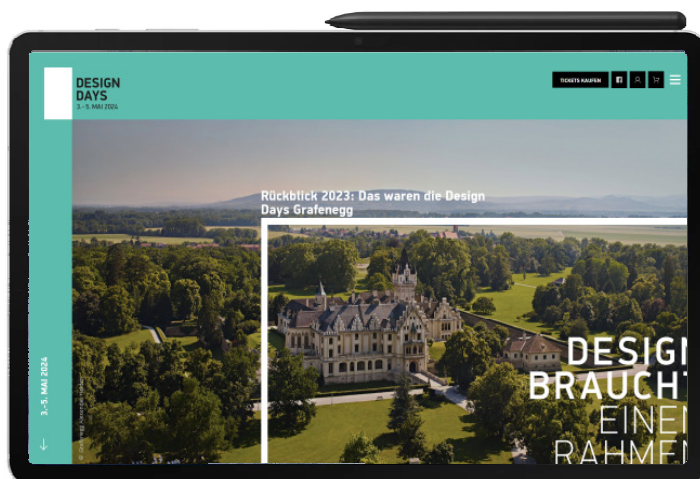 DESIGN
DAYS
3.–5. MAI 2024
TICKETS KAUFEN
Rückblick 2023: Das waren die Design
Days Grafenegg
DESIGN
BRAUCHT
EINEN
RAHMEN
3.–5. MAI 2024